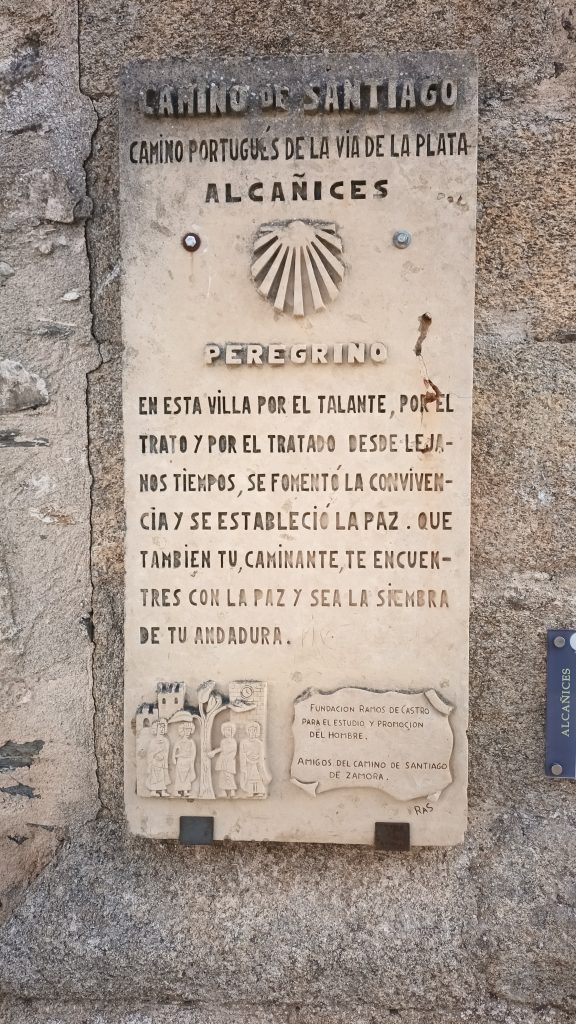 CAMINO DE SANTIAGO
CAMINO PORTUGUÉS DE LA VIA DE LA PLATA
ALCAÑICES
PEREGRINO
EN ESTA VILLA POR EL TALANTE, POR EL
TRATO Y POR EL TRATADO DESDE LEJA-
NOS TIEMPOS, SE FOMENTÓ LA CONVIVEN-
CIA Y SE ESTABLECIÓ LA PAZ. QUE
TAMBIEN TU, CAMINANTE, TE ENCUEN-
TRES CON LA PAZ Y SEA LA SIEMBRA
DE TU ANDADURA.
FUNDACION RAMOS DE CASTRO
PARA EL ESTUDIO Y PROMOCION
DEL HOMBRE.
AMIGOS DEL CAMINO DE SANTIAGO
DE ZAMORA.
RAS
ALCAÑICES